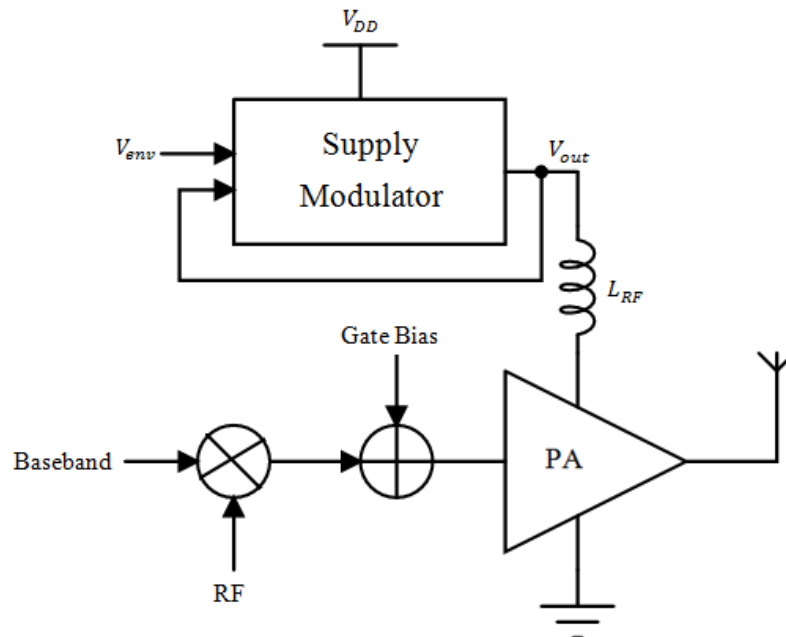 V_DD
V_env
Supply
Modulator
V_out
L_RF
Gate Bias
Baseband
PA
RF